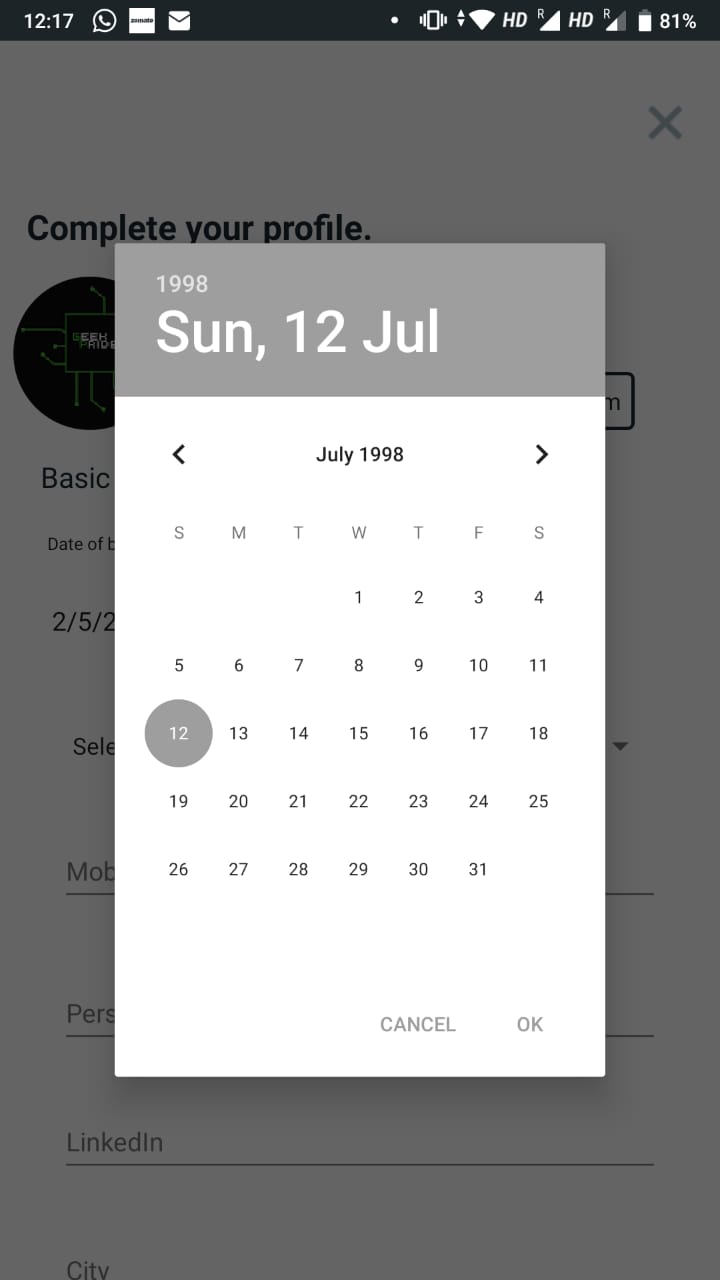 12:17 zomato HD R HD R 81%
Complete your profile.
1998
Sun, 12 Jul
GEEK
PRIDE
m
July 1998
Basic
S M T W T F S
Date of b
1 2 3 4
2/5/2
5 6 7 8 9 10 11
12 13 14 15 16 17 18
Sele
19 20 21 22 23 24 25
Mob
26 27 28 29 30 31
Pers
CANCEL OK
LinkedIn
City